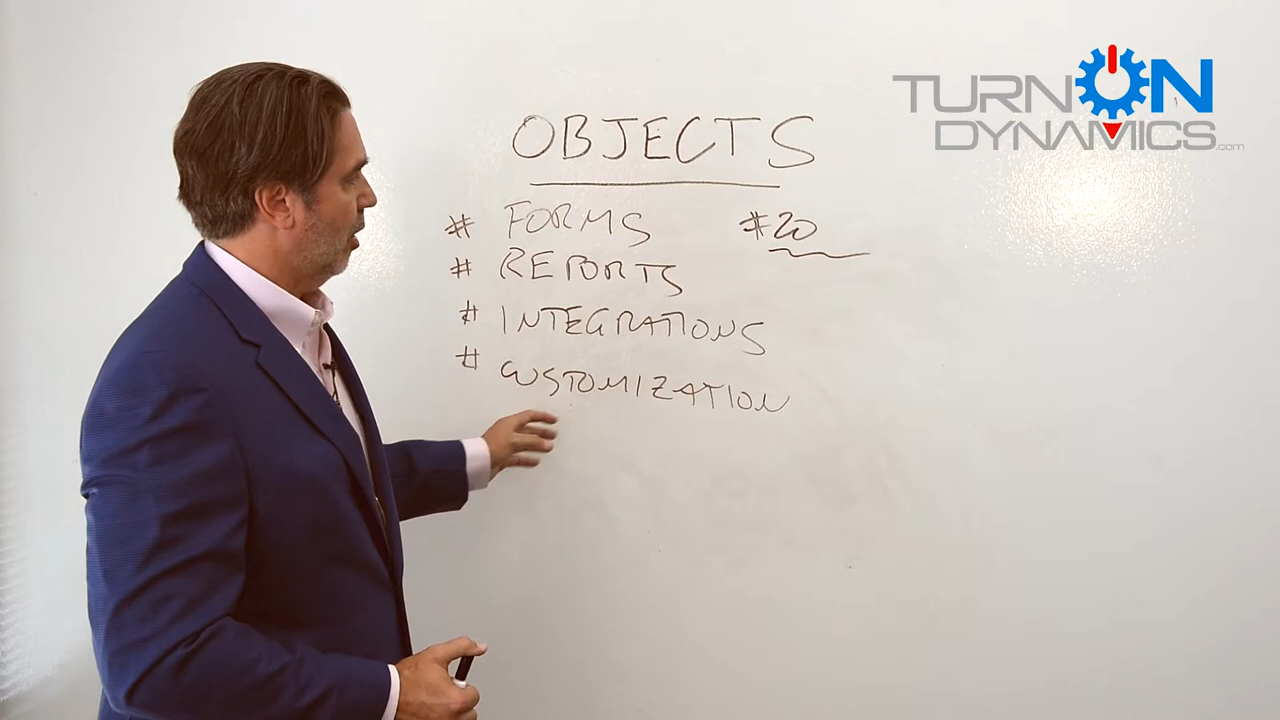 TURNON
DYNAMICS.com
OBJECTS
# FORMS #20
# REPORTS
# INTEGRATIONS
# CUSTOMIZATION